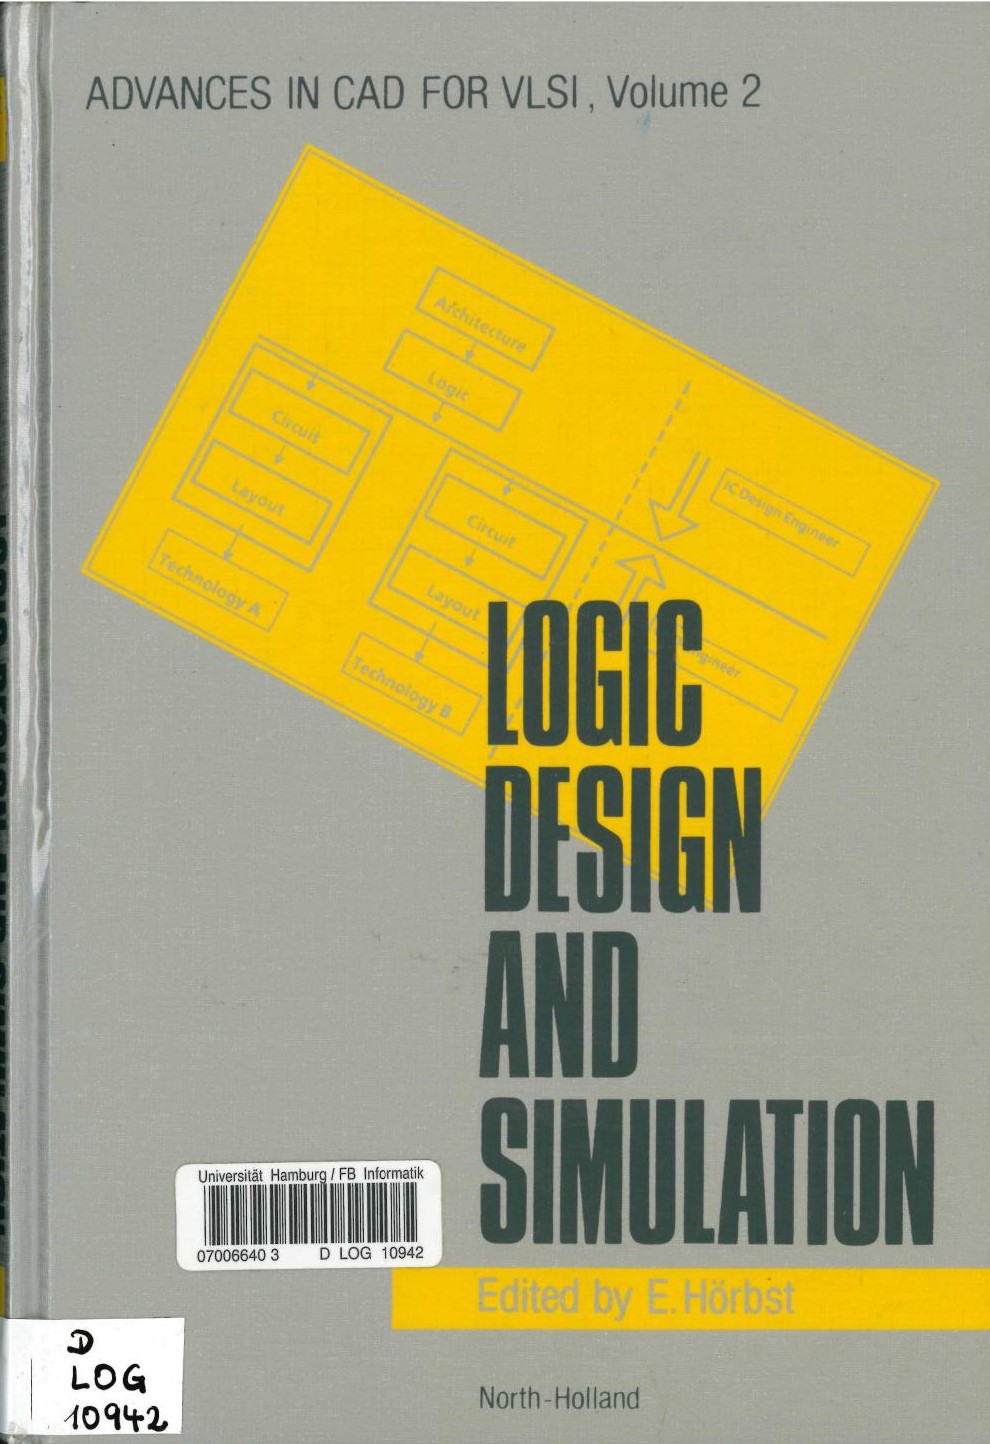 ADVANCES IN CAD FOR VLSI, Volume 2
Architecture
Logic
Circuit
Layout
Technology A
Circuit
Layout
Technology B
IC Design Engineer
Engineer
LOGIC
DESIGN
AND
SIMULATION
Edited by E. Hörbst
North-Holland
Universität Hamburg / FB Informatik
07006640 3 D LOG 10942
D
LOG
10942